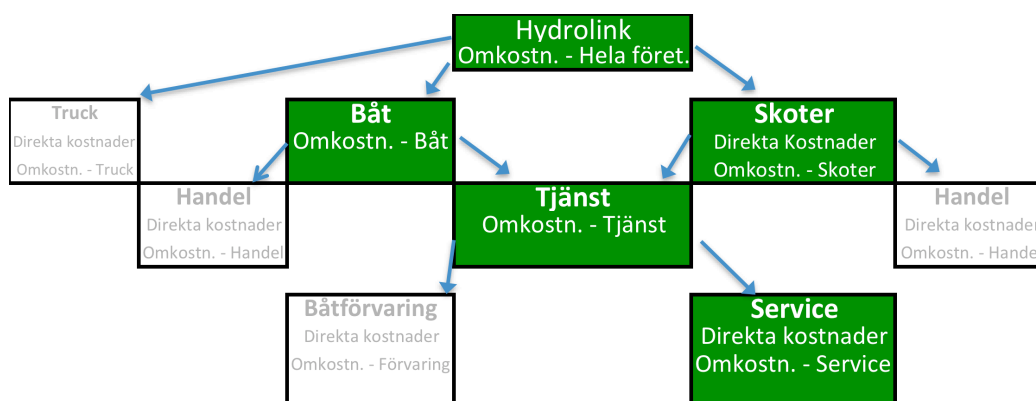 Hydrolink
Omkostn. - Hela föret.
Truck
Direkta kostnader
Omkostn. - Truck
Båt
Omkostn. - Båt
Skoter
Direkta Kostnader
Omkostn. - Skoter
Handel
Direkta kostnader
Omkostn. - Handel
Tjänst
Omkostn. - Tjänst
Handel
Direkta kostnader
Omkostn. - Handel
Båtförvaring
Direkta kostnader
Omkostn. - Förvaring
Service
Direkta kostnader
Omkostn. - Service